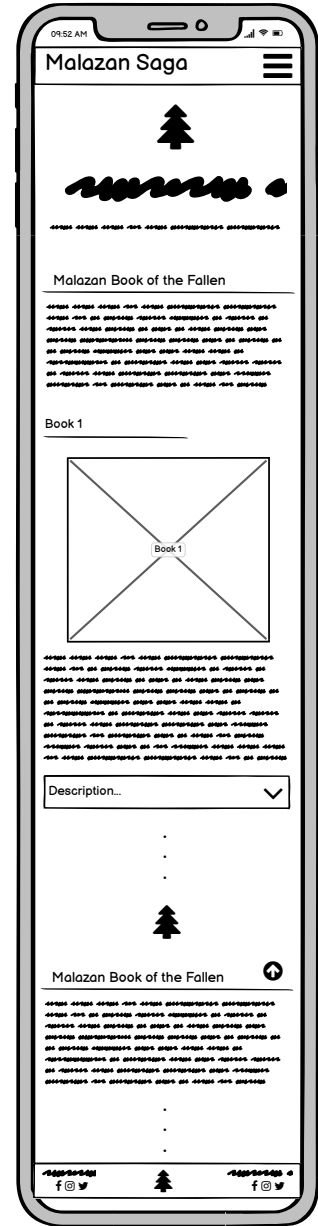 09:52 AM
Malazan Saga
Malazan Book of the Fallen
Book 1
Book 1
Description...
Malazan Book of the Fallen